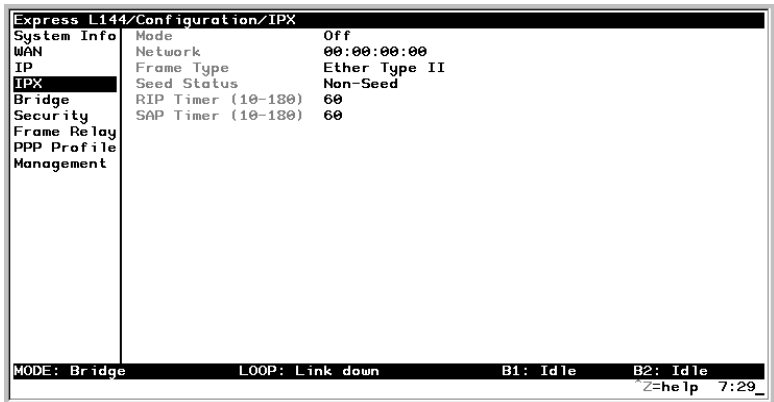 Express L144/Configuration/IPX
System Info Mode Off
WAN Network 00:00:00:00
IP Frame Type Ether Type II
IPX Seed Status Non-Seed
Bridge RIP Timer (10-180) 60
Security SAP Timer (10-180) 60
Frame Relay
PPP Profile
Management
MODE: Bridge LOOP: Link down B1: Idle B2: Idle
^Z=help 7:29_